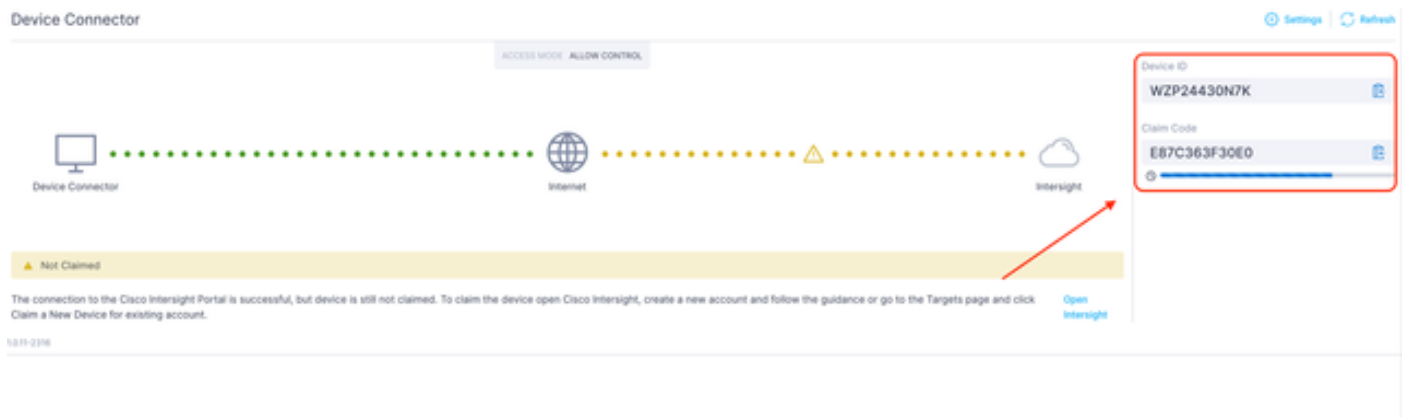 Device Connector
Settings
Refresh
ACCESS MODE ALLOW CONTROL
Device ID
WZP24430N7K
Claim Code
E87C363F30E0
Device Connector
Internet
Intersight
Not Claimed
The connection to the Cisco Intersight Portal is successful, but device is still not claimed. To claim the device open Cisco Intersight, create a new account and follow the guidance or go to the Targets page and click
Claim a New Device for existing account.
Open
Intersight